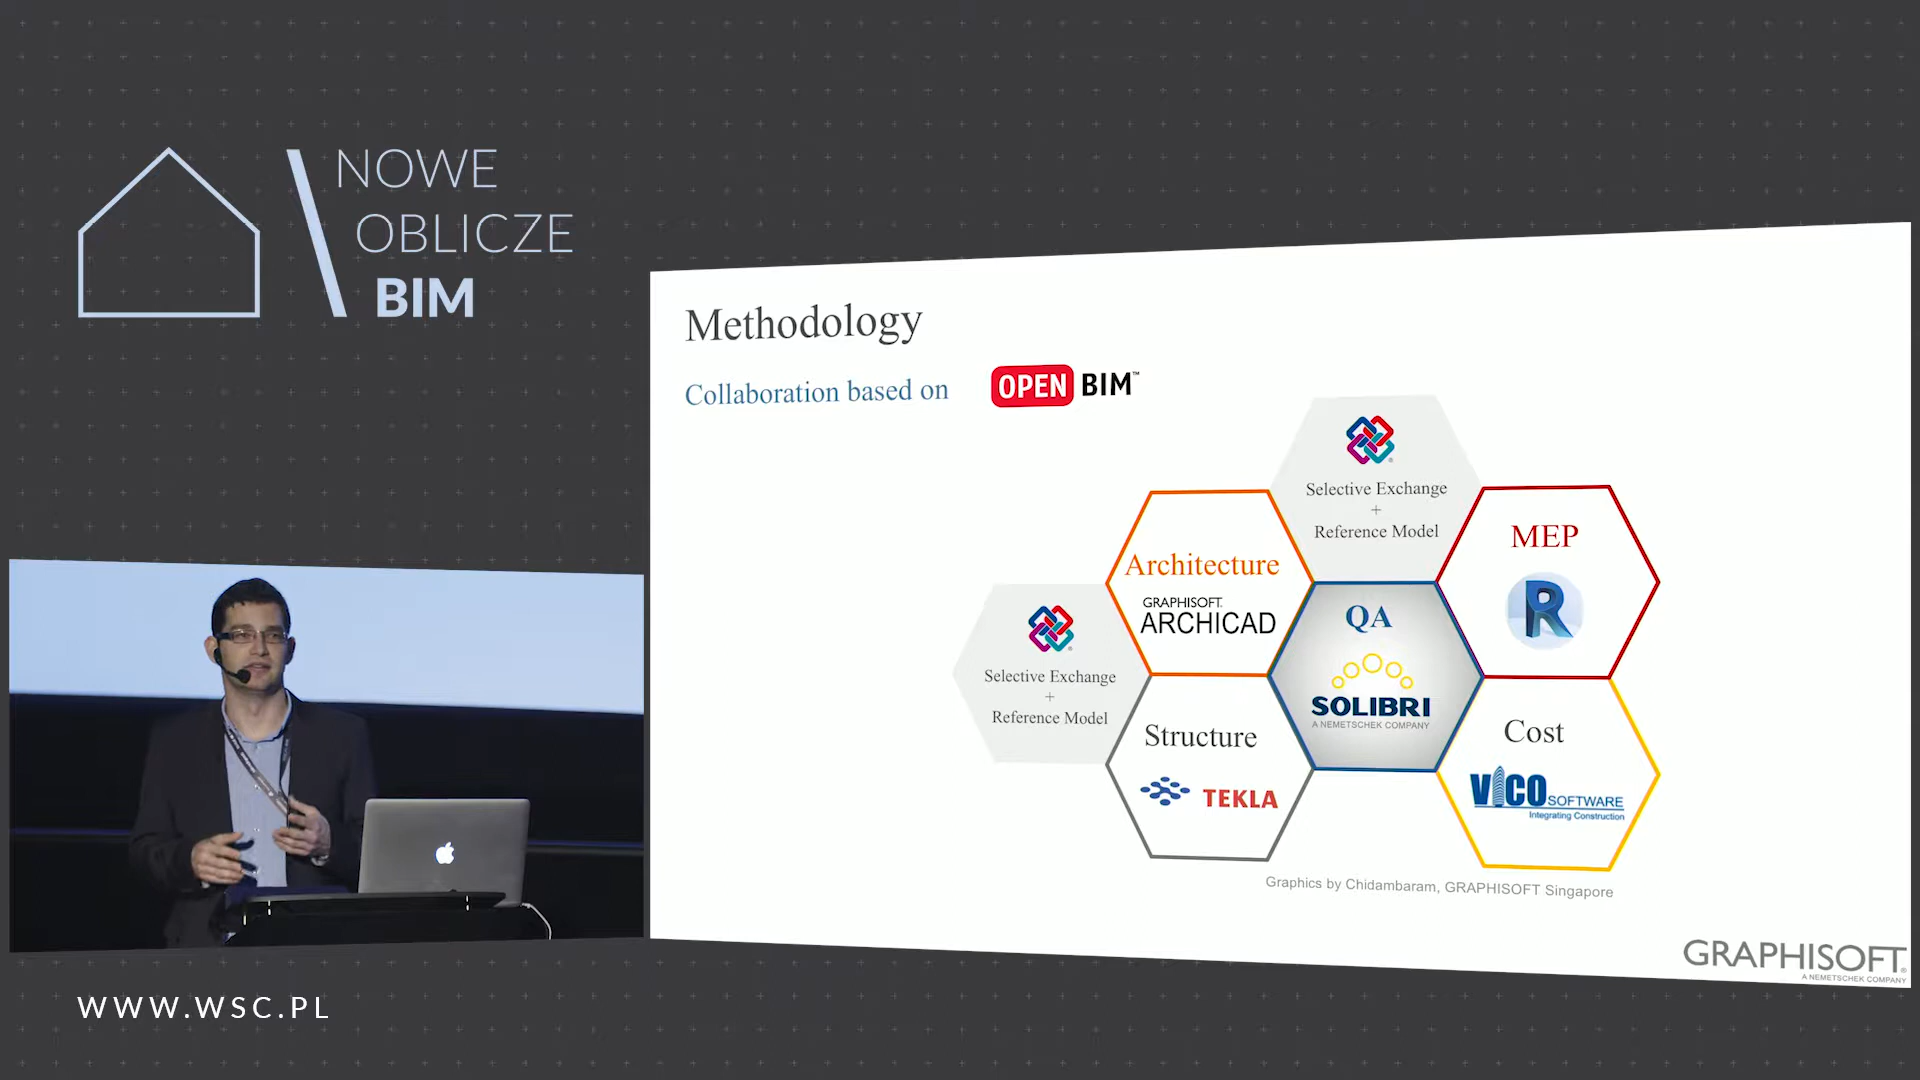 NOWE
OBLICZE
BIM
Methodology
Collaboration based on
OPEN BIM™
Selective Exchange
+
Reference Model
Architecture
GRAPHISOFT.
ARCHICAD
MEP
R
QA
SOLIBRI
A NEMETSCHEK COMPANY
Selective Exchange
+
Reference Model
Structure
TEKLA
Cost
VICO SOFTWARE
Integrating Construction
Graphics by Chidambaram, GRAPHISOFT Singapore
GRAPHISOFT®
A NEMETSCHEK COMPANY
WWW.WSC.PL